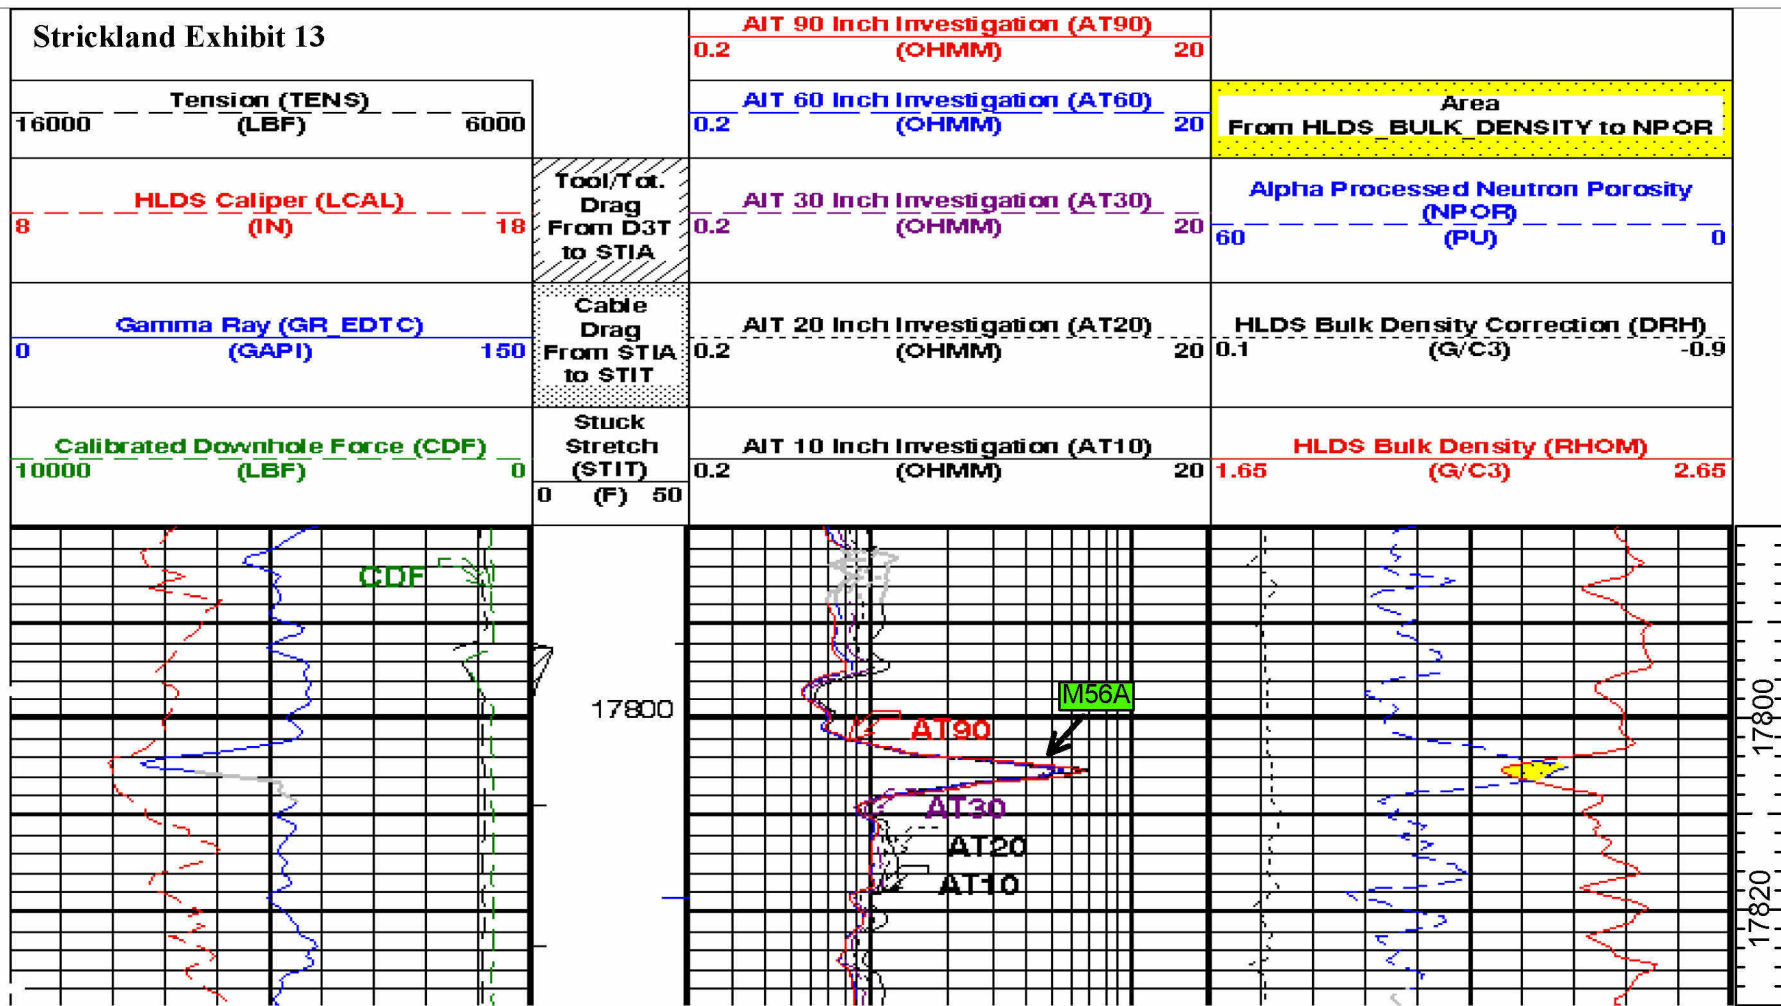 Strickland Exhibit 13
Tension (TENS)
16000 (LBF) 6000
HLDS Caliper (LCAL)
8 (IN) 18
Gamma Ray (GR_EDTC)
0 (GAPI) 150
Calibrated Downhole Force (CDF)
10000 (LBF) 0
Tool/Tot.
Drag
From D3T
to STIA
Cable
Drag
From STIA
to STIT
Stuck
Stretch
(STIT)
0 (F) 50
AIT 90 Inch Investigation (AT90)
0.2 (OHMM) 20
AIT 60 Inch Investigation (AT60)
0.2 (OHMM) 20
AIT 30 Inch Investigation (AT30)
0.2 (OHMM) 20
AIT 20 Inch Investigation (AT20)
0.2 (OHMM) 20
AIT 10 Inch Investigation (AT10)
0.2 (OHMM) 20
Area
From HLDS_BULK_DENSITY to NPOR
Alpha Processed Neutron Porosity
(NPOR)
60 (PU) 0
HLDS Bulk Density Correction (DRH)
0.1 (G/C3) -0.9
HLDS Bulk Density (RHOM)
1.65 (G/C3) 2.65
CDF
17800
M56A
AT90
AT30
AT20
AT10
17800
17820